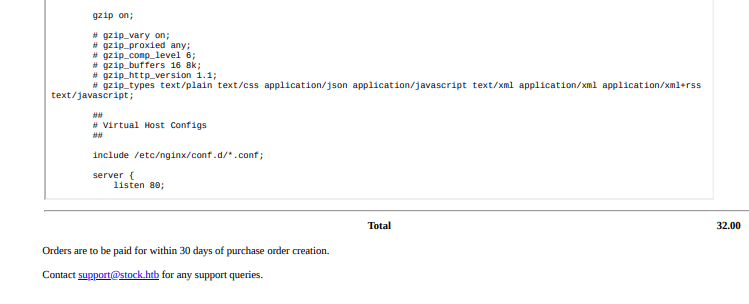 gzip on;
# gzip_vary on;
# gzip_proxied any;
# gzip_comp_level 6;
# gzip_buffers 16 8k;
# gzip_http_version 1.1;
# gzip_types text/plain text/css application/json application/javascript text/xml application/xml application/xml+rss
text/javascript;
##
# Virtual Host Configs
##
include /etc/nginx/conf.d/*.conf;
server {
listen 80;
Total 32.00
Orders are to be paid for within 30 days of purchase order creation.
Contact support@stock.htb for any support queries.